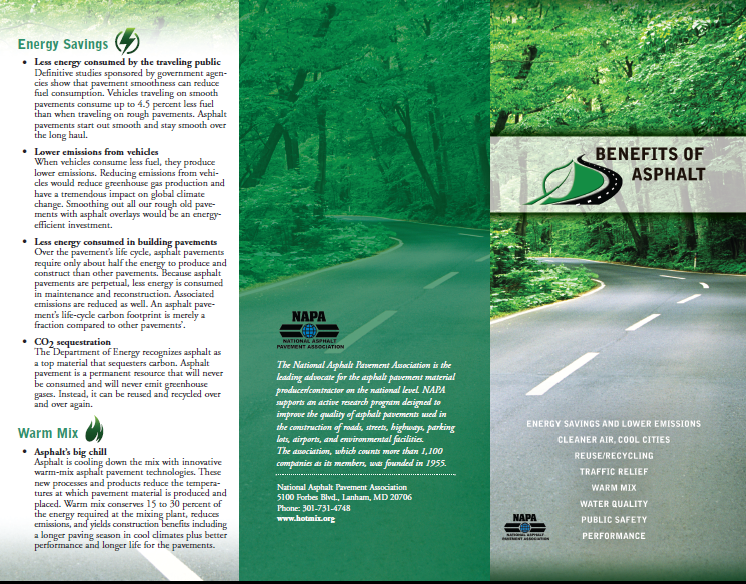 Energy Savings
• Less energy consumed by the traveling public
Definitive studies sponsored by government agen-
cies show that pavement smoothness can reduce
fuel consumption. Vehicles traveling on smooth
pavements consume up to 4.5 percent less fuel
than when traveling on rough pavements. Asphalt
pavements start out smooth and stay smooth over
the long haul.
• Lower emissions from vehicles
When vehicles consume less fuel, they produce
lower emissions. Reducing emissions from vehi-
cles would reduce greenhouse gas production and
have a tremendous impact on global climate
change. Smoothing out all our rough old pave-
ments with asphalt overlays would be an energy-
efficient investment.
• Less energy consumed in building pavements
Over the pavement's life cycle, asphalt pavements
require only about half the energy to produce and
construct than other pavements. Because asphalt
pavements are perpetual, less energy is consumed
in maintenance and reconstruction. Associated
emissions are reduced as well. An asphalt pave-
ment's life-cycle carbon footprint is merely a
fraction compared to other pavements'.
• CO2 sequestration
The Department of Energy recognizes asphalt as
a top material that sequesters carbon. Asphalt
pavement is a permanent resource that will never
be consumed and will never emit greenhouse
gases. Instead, it can be reused and recycled over
and over again.
Warm Mix
• Asphalt's big chill
Asphalt is cooling down the mix with innovative
warm-mix asphalt pavement technologies. These
new processes and products reduce the tempera-
tures at which pavement material is produced and
placed. Warm mix conserves 15 to 30 percent of
the energy required at the mixing plant, reduces
emissions, and yields construction benefits including
a longer paving season in cool climates plus better
performance and longer life for the pavements.
NAPA
NATIONAL ASPHALT
PAVEMENT ASSOCIATION
The National Asphalt Pavement Association is the
leading advocate for the asphalt pavement material
producer/contractor on the national level. NAPA
supports an active research program designed to
improve the quality of asphalt pavements used in
the construction of roads, streets, highways, parking
lots, airports, and environmental facilities.
The association, which counts more than 1,100
companies as its members, was founded in 1955.
National Asphalt Pavement Association
5100 Forbes Blvd., Lanham, MD 20706
Phone: 301-731-4748
www.hotmix.org
BENEFITS OF
ASPHALT
ENERGY SAVINGS AND LOWER EMISSIONS
CLEANER AIR, COOL CITIES
REUSE/RECYCLING
TRAFFIC RELIEF
WARM MIX
WATER QUALITY
PUBLIC SAFETY
PERFORMANCE
NAPA
NATIONAL ASPHALT
PAVEMENT ASSOCIATION